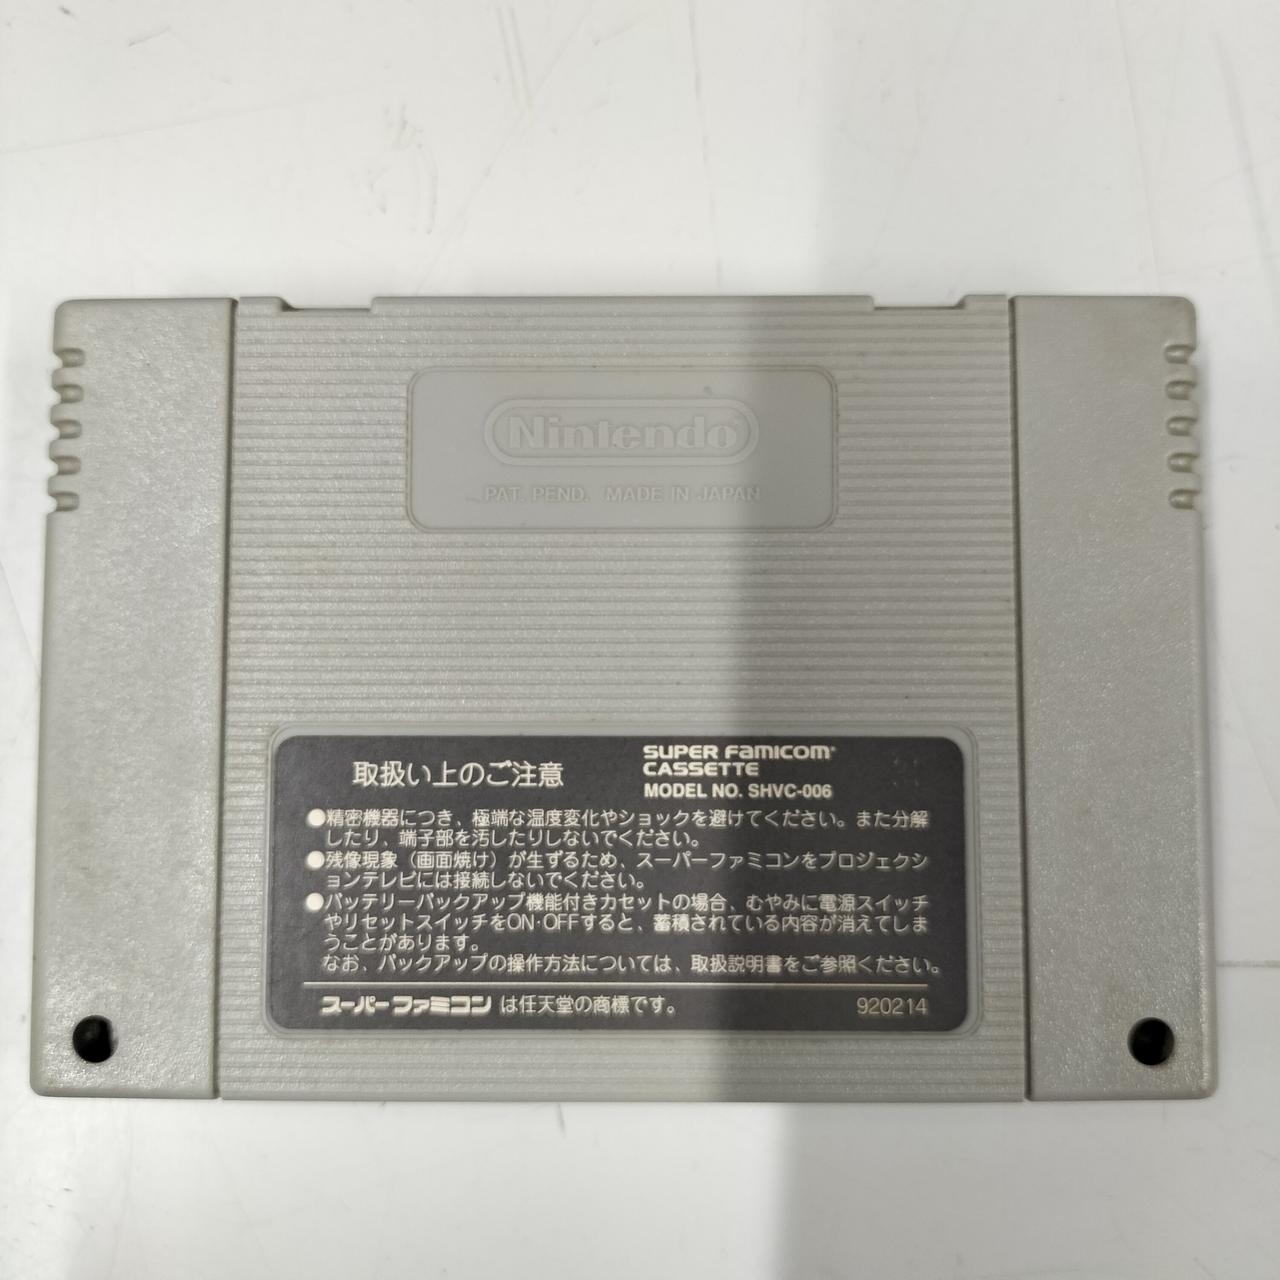 Nintendo
PAT. PEND. MADE IN JAPAN
取扱い上のご注意
SUPER FAMICOM
CASSETTE
MODEL NO. SHVC-006
●精密機器につき、極端な温度変化やショックを避けてください。また分解
したり、端子部を汚したりしないでください。
●残像現象（画面焼け）が生ずるため、スーパーファミコンをプロジェクシ
ョンテレビには接続しないでください。
●バッテリーバックアップ機能付きカセットの場合、むやみに電源スイッチ
やリセットスイッチをON·OFFすると、蓄積されている内容が消えてしま
うことがあります。
なお、バックアップの操作方法については、取扱説明書をご参照ください。
スーパーファミコン は任天堂の商標です。
920214